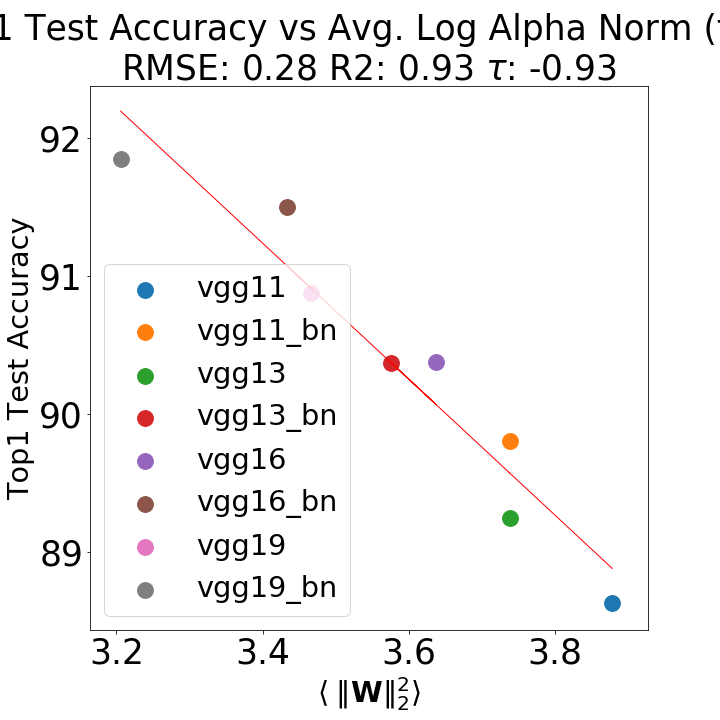 1 Test Accuracy vs Avg. Log Alpha Norm (
RMSE: 0.28 R2: 0.93 τ: -0.93
92
91
90
89
Top1 Test Accuracy
vgg11
vgg11_bn
vgg13
vgg13_bn
vgg16
vgg16_bn
vgg19
vgg19_bn
3.2 3.4 3.6 3.8
⟨ ‖W‖₂² ⟩